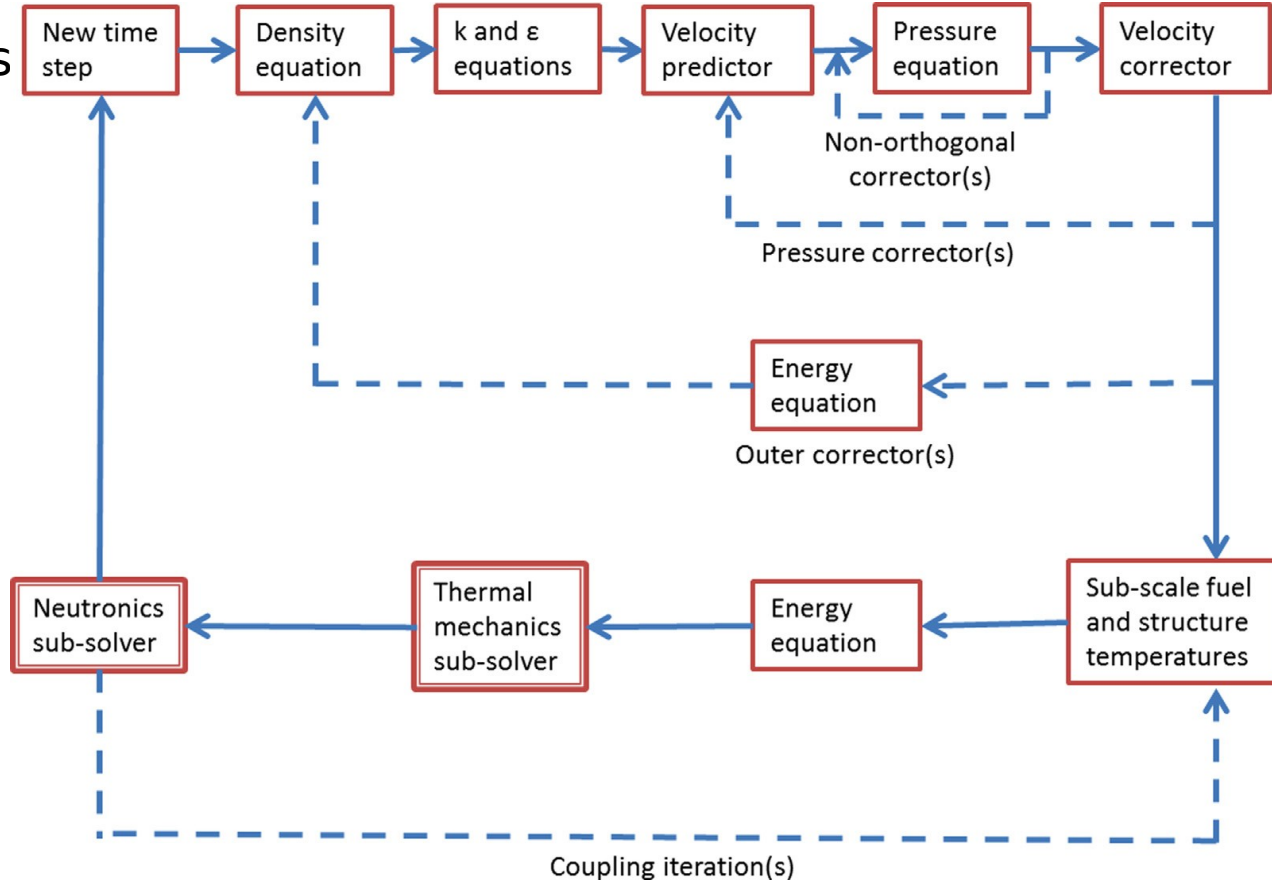 s
New time
step
Density
equation
k and ε
equations
Velocity
predictor
Pressure
equation
Velocity
corrector
Non-orthogonal
corrector(s)
Pressure corrector(s)
Energy
equation
Outer corrector(s)
Neutronics
sub-solver
Thermal
mechanics
sub-solver
Energy
equation
Sub-scale fuel
and structure
temperatures
Coupling iteration(s)